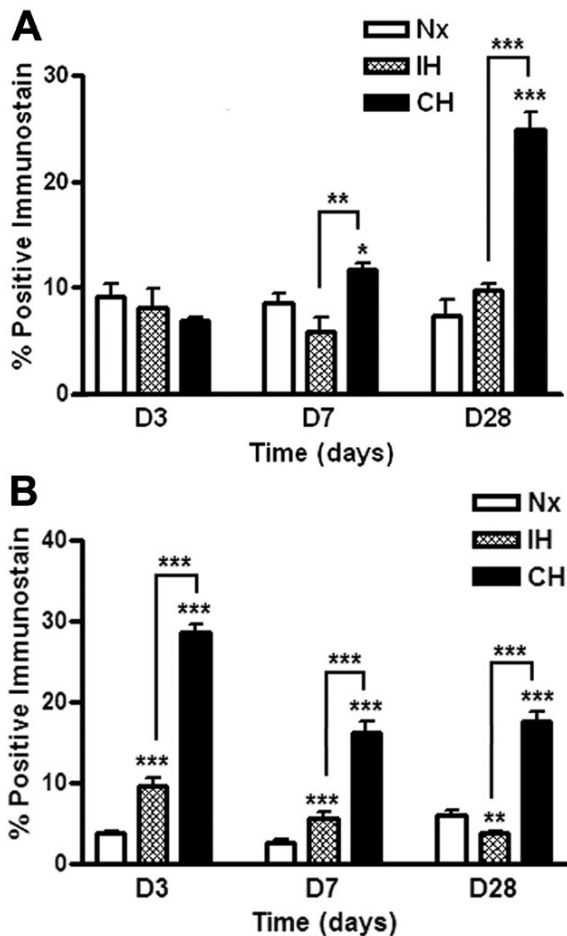 A
Nx
IH
CH
% Positive Immunostain
30
20
10
0
***
***
**
*
D3 D7 D28
Time (days)
B
Nx
IH
CH
% Positive Immunostain
40
30
20
10
0
***
***
***
***
***
***
***
***
**
D3 D7 D28
Time (days)